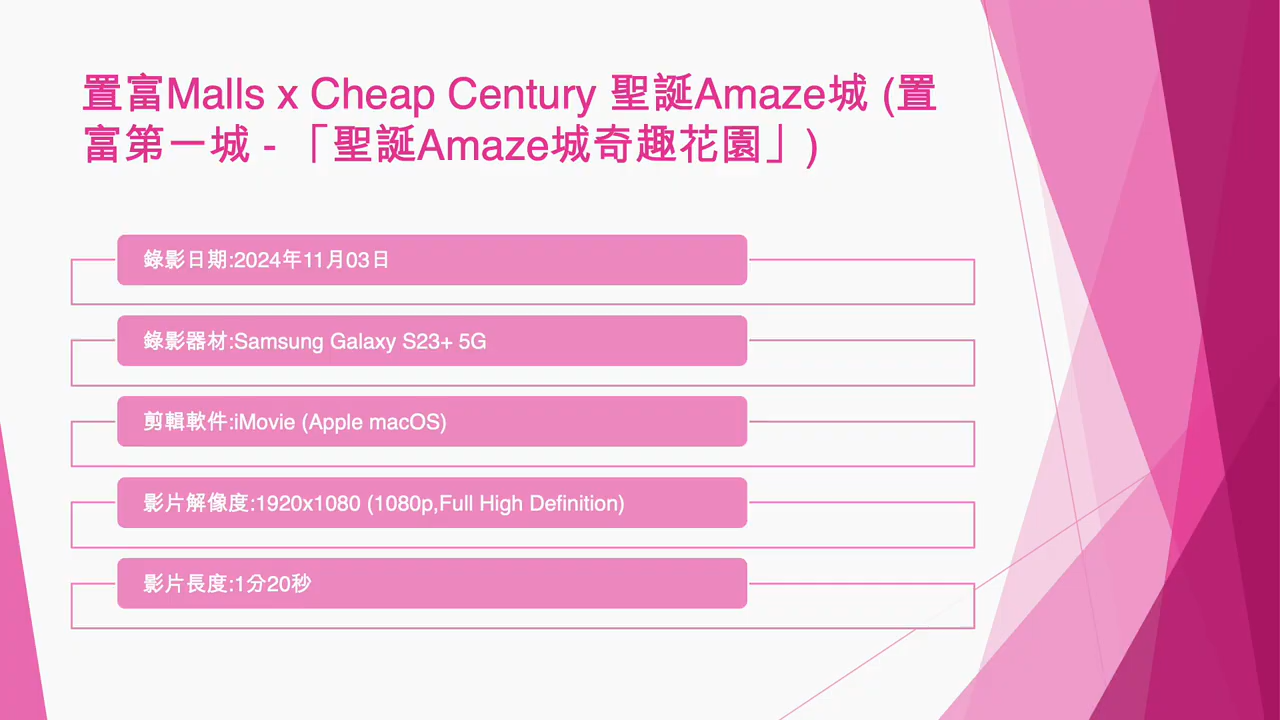 置富Malls x Cheap Century 聖誕Amaze城 (置
富第一城 - 「聖誕Amaze城奇趣花園」)
錄影日期:2024年11月03日
錄影器材:Samsung Galaxy S23+ 5G
剪輯軟件:iMovie (Apple macOS)
影片解像度:1920x1080 (1080p,Full High Definition)
影片長度:1分20秒